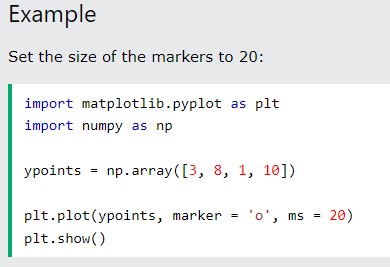 Example
Set the size of the markers to 20:
import matplotlib.pyplot as plt
import numpy as np
ypoints = np.array([3, 8, 1, 10])
plt.plot(ypoints, marker = 'o', ms = 20)
plt.show()